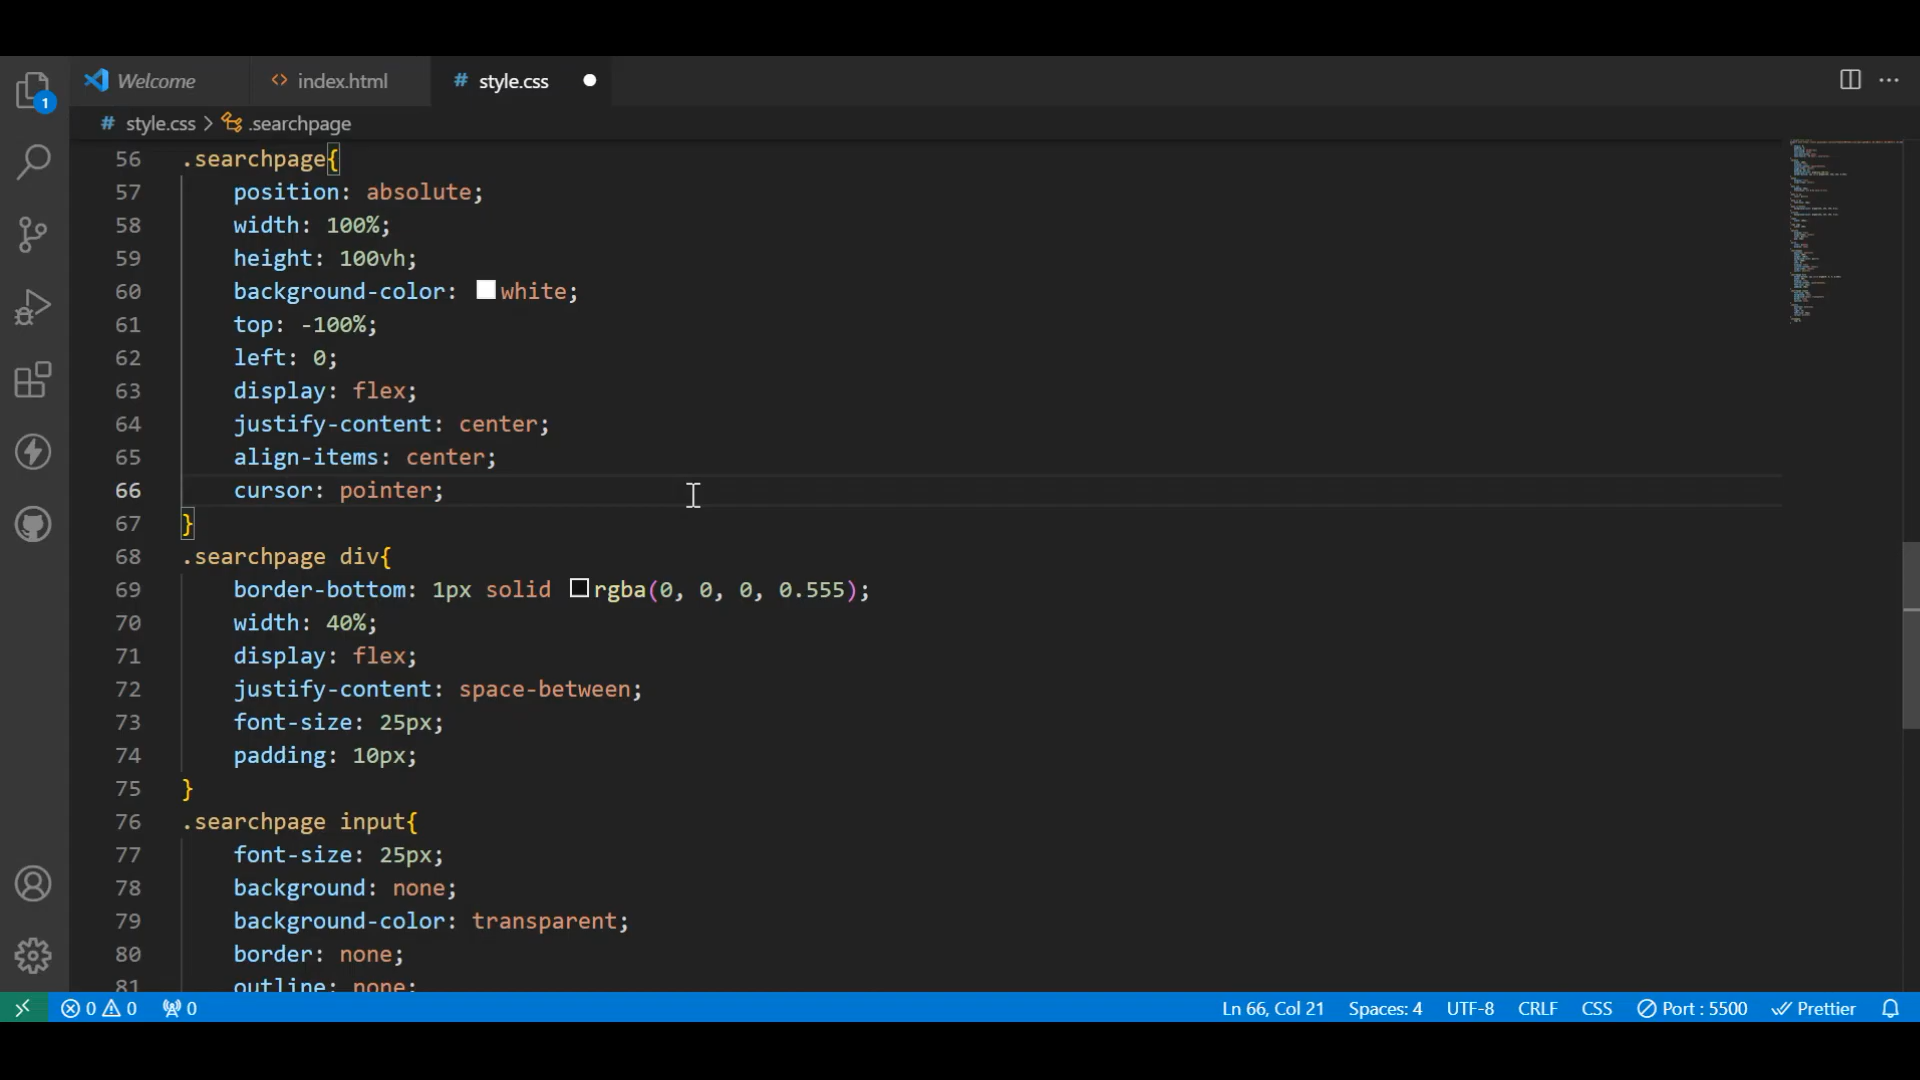 Welcome
index.html
# style.css
# style.css > .searchpage
1
56 .searchpage{
57 position: absolute;
58 width: 100%;
59 height: 100vh;
60 background-color: white;
61 top: -100%;
62 left: 0;
63 display: flex;
64 justify-content: center;
65 align-items: center;
66 cursor: pointer;
67 }
68 .searchpage div{
69 border-bottom: 1px solid rgba(0, 0, 0, 0.555);
70 width: 40%;
71 display: flex;
72 justify-content: space-between;
73 font-size: 25px;
74 padding: 10px;
75 }
76 .searchpage input{
77 font-size: 25px;
78 background: none;
79 background-color: transparent;
80 border: none;
81 outline: none;
0 0 0 Ln 66, Col 21 Spaces: 4 UTF-8 CRLF CSS Port : 5500 Prettier